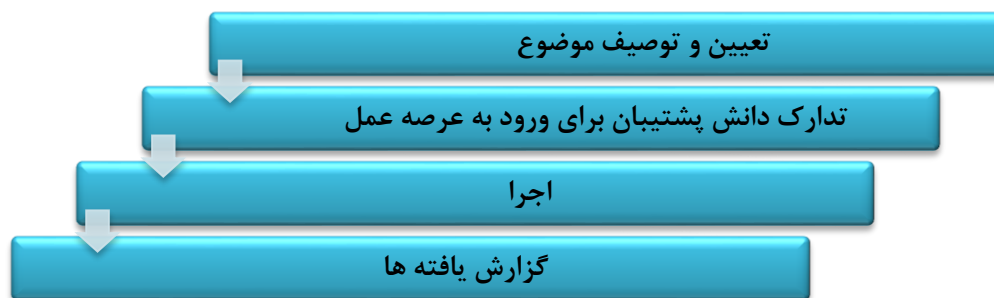 تعیین و توصیف موضوع
تدارک دانش پشتیبان برای ورود به عرصه عمل
اجرا
گزارش یافته ها